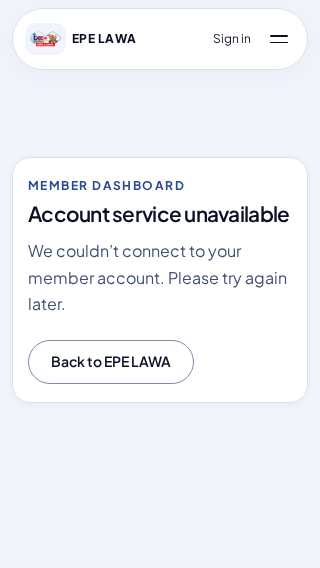 EPE LAWA
Sign in
MEMBER DASHBOARD
Account service unavailable
We couldn’t connect to your
member account. Please try again
later.
Back to EPE LAWA